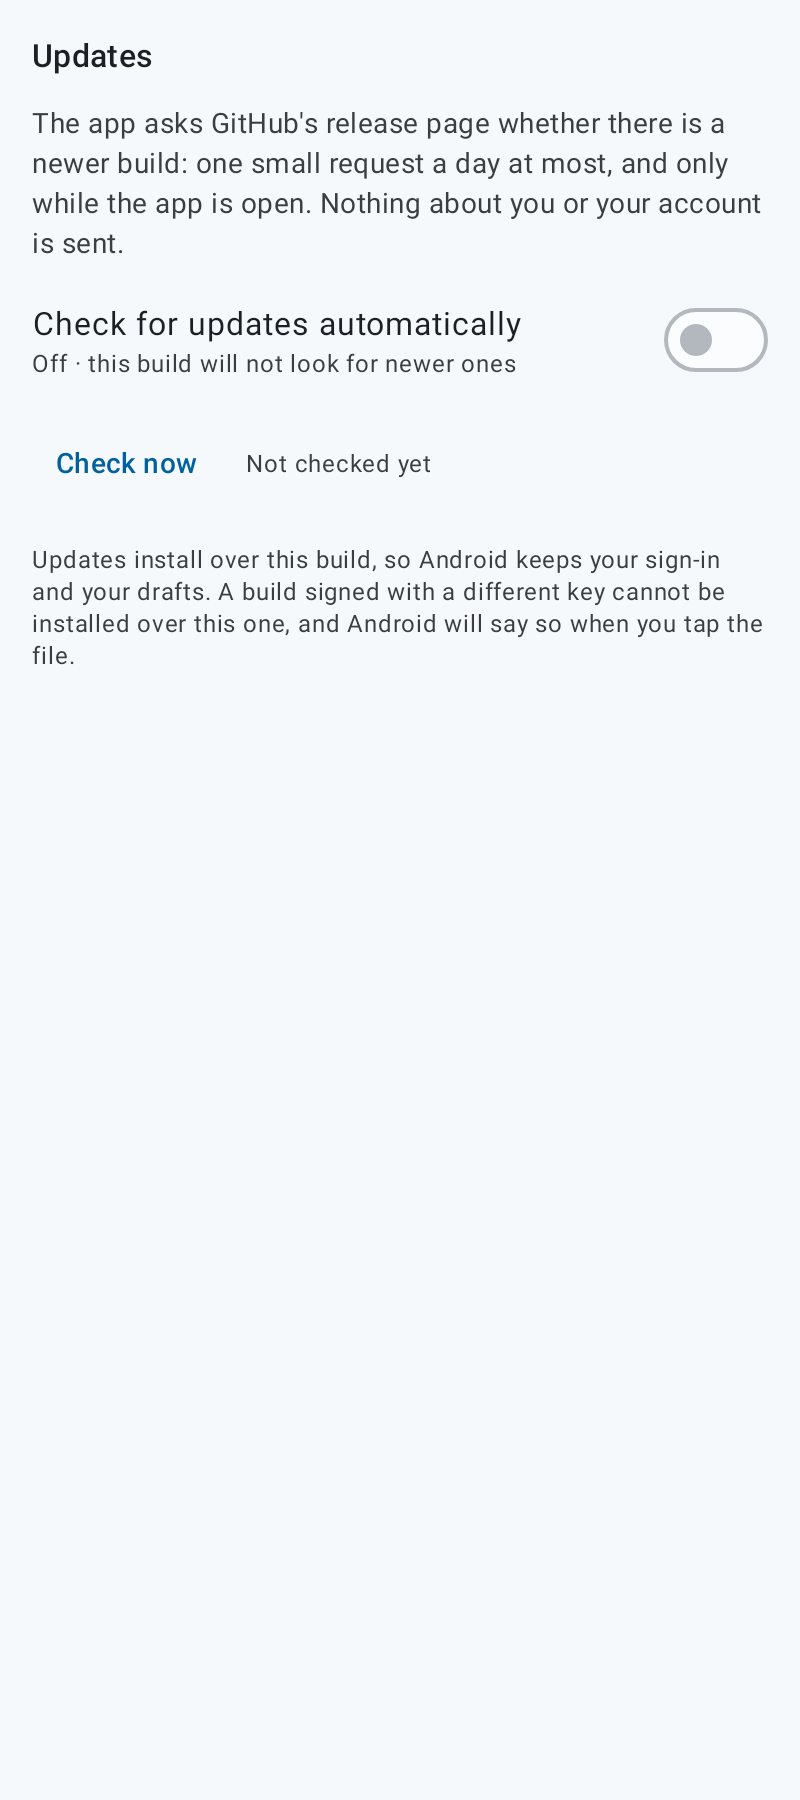 Updates
The app asks GitHub's release page whether there is a
newer build: one small request a day at most, and only
while the app is open. Nothing about you or your account
is sent.
Check for updates automatically
Off · this build will not look for newer ones
Check now
Not checked yet
Updates install over this build, so Android keeps your sign-in
and your drafts. A build signed with a different key cannot be
installed over this one, and Android will say so when you tap the
file.